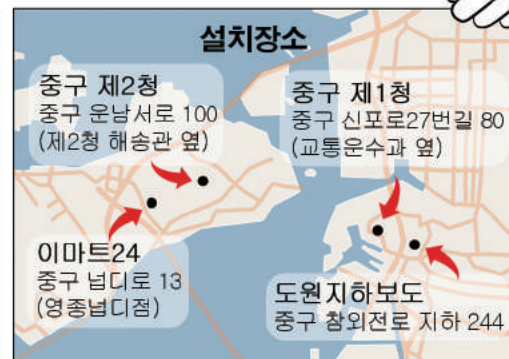 설치장소
중구 제2청
중구 운남서로 100
(제2청 해송관 옆)
중구 제1청
중구 신포로27번길 80
(교통운수과 옆)
이마트24
중구 넙디로 13
(영종넙디점)
도원지하보도
중구 참외전로 지하 244